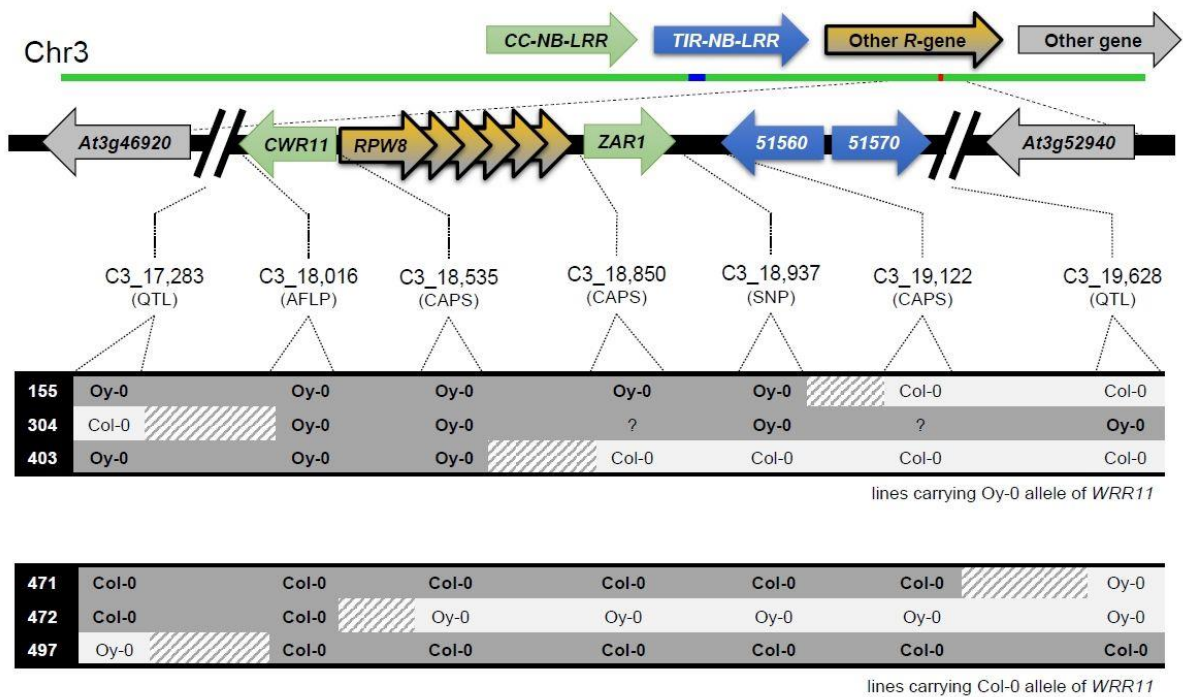 CC-NB-LRR TIR-NB-LRR Other R-gene Other gene
Chr3
At3g46920 CWR11 RPW8 ZAR1 51560 51570 At3g52940
C3_17,283 C3_18,016 C3_18,535 C3_18,850 C3_18,937 C3_19,122 C3_19,628
(QTL) (AFLP) (CAPS) (CAPS) (SNP) (CAPS) (QTL)
155 Oy-0 Oy-0 Oy-0 Oy-0 Oy-0 Col-0 Col-0
304 Col-0 Oy-0 Oy-0 ? Oy-0 ? Oy-0
403 Oy-0 Oy-0 Oy-0 Col-0 Col-0 Col-0 Col-0
lines carrying Oy-0 allele of WRR11
471 Col-0 Col-0 Col-0 Col-0 Col-0 Col-0 Oy-0
472 Col-0 Col-0 Oy-0 Oy-0 Oy-0 Oy-0 Oy-0
497 Oy-0 Col-0 Col-0 Col-0 Col-0 Col-0 Col-0
lines carrying Col-0 allele of WRR11